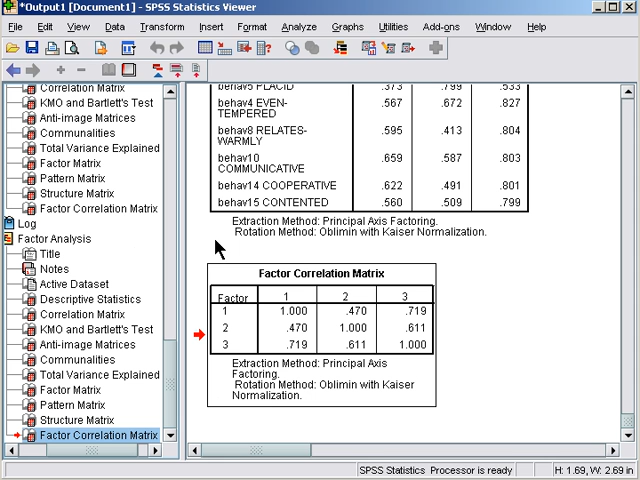 *Output1 [Document1] - SPSS Statistics Viewer
File Edit View Data Transform Insert Format Analyze Graphs Utilities Add-ons Window Help
Correlation Matrix
KMO and Bartlett's Test
Anti-image Matrices
Communalities
Total Variance Explained
Factor Matrix
Pattern Matrix
Structure Matrix
Factor Correlation Matrix
Log
Factor Analysis
Title
Notes
Active Dataset
Descriptive Statistics
Correlation Matrix
KMO and Bartlett's Test
Anti-image Matrices
Communalities
Total Variance Explained
Factor Matrix
Pattern Matrix
Structure Matrix
Factor Correlation Matrix
behav5 PLACID .373 .799 .533
behav4 EVEN-
TEMPERED .567 .672 .827
behav8 RELATES-
WARMLY .595 .413 .804
behav10
COMMUNICATIVE .659 .587 .803
behav14 COOPERATIVE .622 .491 .801
behav15 CONTENTED .560 .509 .799
Extraction Method: Principal Axis Factoring.
Rotation Method: Oblimin with Kaiser Normalization.
Factor Correlation Matrix
Factor 1 2 3
1 1.000 .470 .719
2 .470 1.000 .611
3 .719 .611 1.000
Extraction Method: Principal Axis
Factoring.
Rotation Method: Oblimin with Kaiser
Normalization.
SPSS Statistics Processor is ready H: 1.69, W: 2.69 in